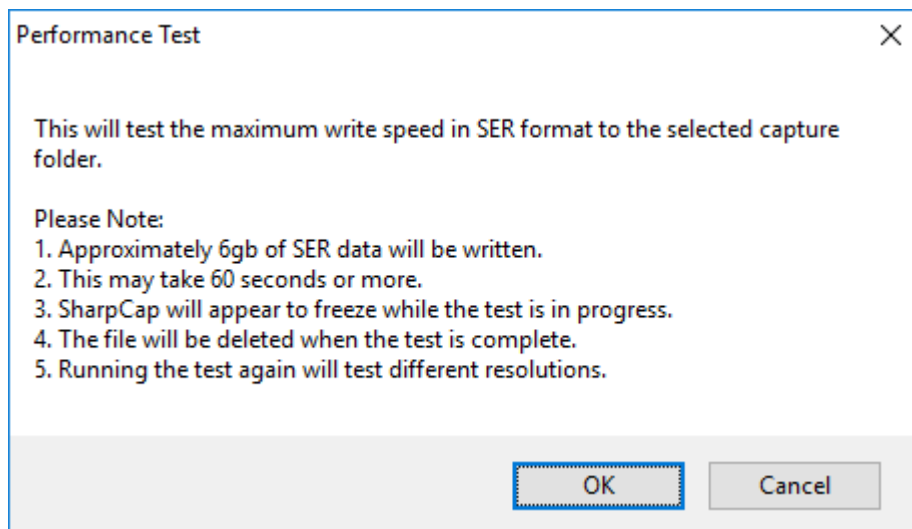 Performance Test
This will test the maximum write speed in SER format to the selected capture
folder.
Please Note:
1. Approximately 6gb of SER data will be written.
2. This may take 60 seconds or more.
3. SharpCap will appear to freeze while the test is in progress.
4. The file will be deleted when the test is complete.
5. Running the test again will test different resolutions.
OK
Cancel